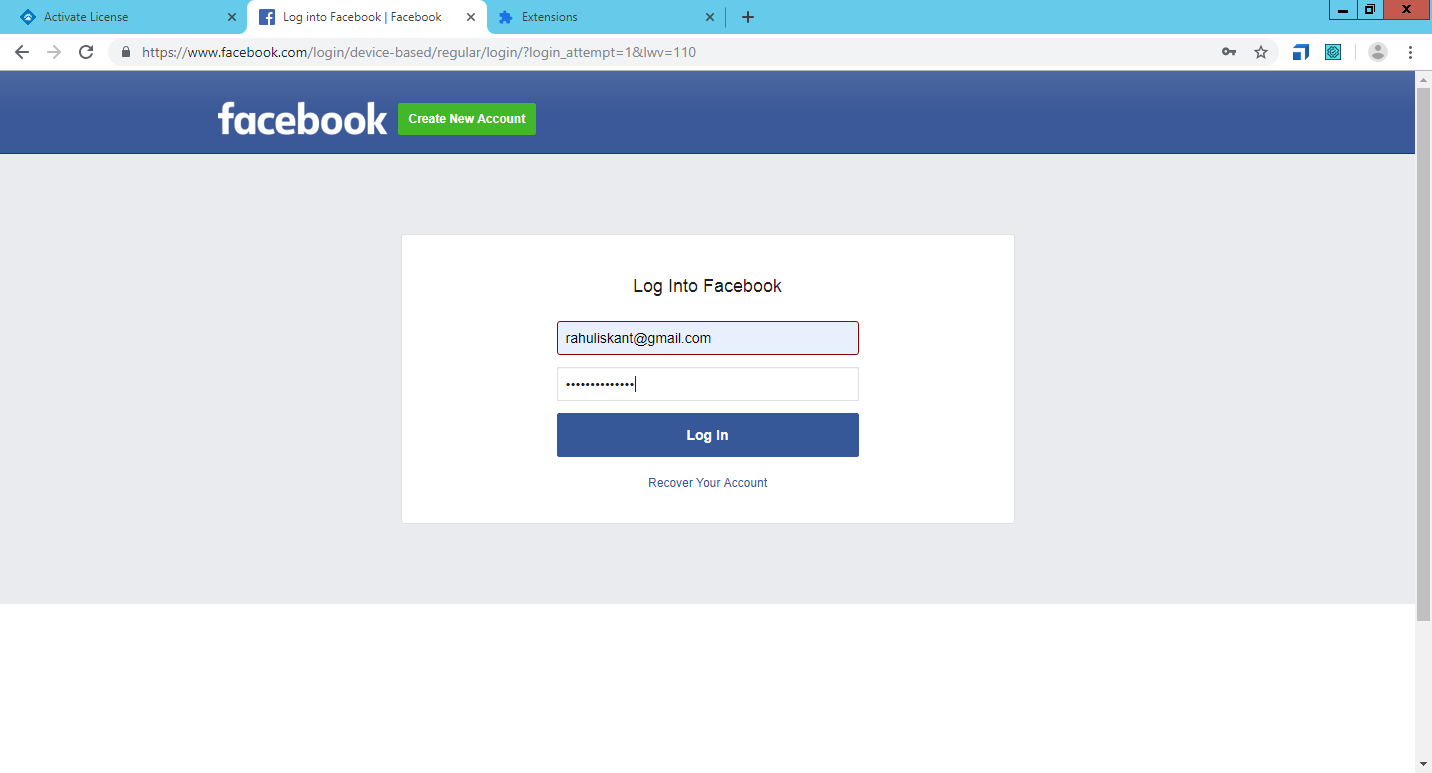 Activate License
Log into Facebook | Facebook
Extensions
https://www.facebook.com/login/device-based/regular/login/?login_attempt=1&lwv=110
facebook
Create New Account
Log Into Facebook
rahuliskant@gmail.com
••••••••••••••
Log In
Recover Your Account